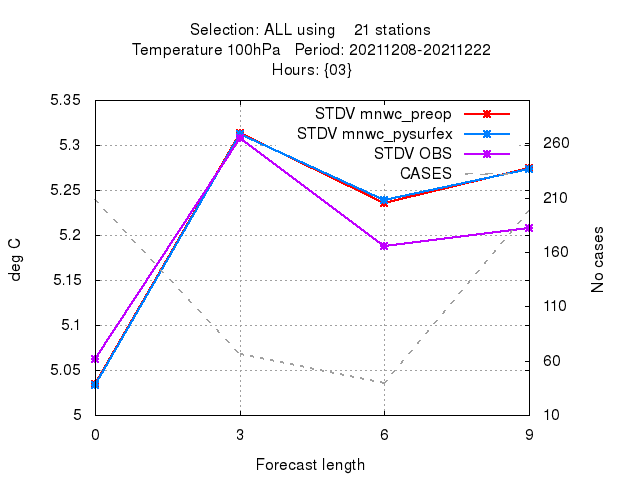 Selection: ALL using    21 stations
Temperature 100hPa   Period: 20211208-20211222
Hours: {03}
STDV mnwc_preop
STDV mnwc_pysurfex
STDV OBS
CASES
5.35
5.3
5.25
5.2
5.15
5.1
5.05
5
deg C
260
210
160
110
60
10
No cases
0 3 6 9
Forecast length